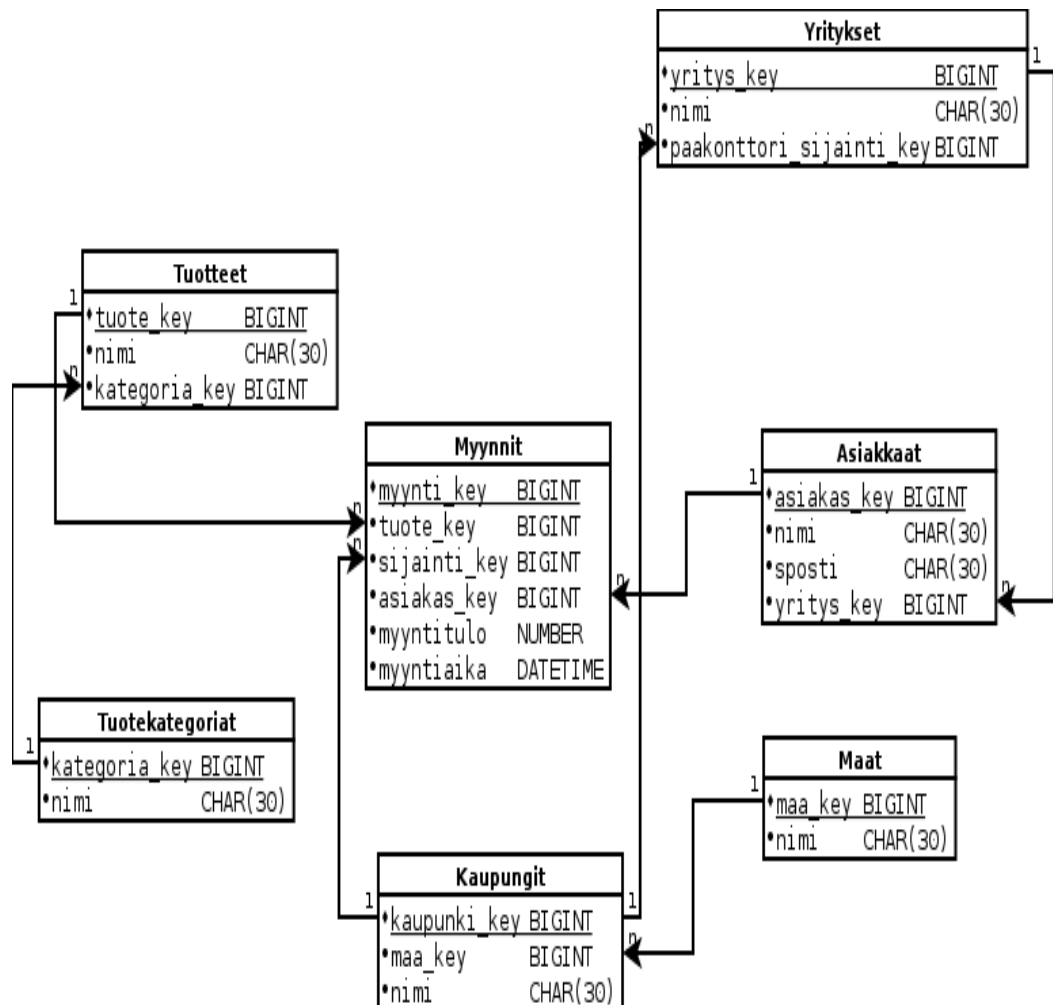 Yritykset
1
yritys_key BIGINT
nimi CHAR(30)
n
paakonttori_sijainti_key BIGINT
Tuotteet
1
tuote_key BIGINT
nimi CHAR(30)
n
kategoria_key BIGINT
Myynnit
myynti_key BIGINT
n
tuote_key BIGINT
n
sijainti_key BIGINT
asiakas_key BIGINT
n
myyntitulo NUMBER
myyntiaika DATETIME
Asiakkaat
1
asiakas_key BIGINT
nimi CHAR(30)
sposti CHAR(30)
n
yritys_key BIGINT
Tuotekategoriat
1
kategoria_key BIGINT
nimi CHAR(30)
Maat
1
maa_key BIGINT
nimi CHAR(30)
Kaupungit
1
1
kaupunki_key BIGINT
n
maa_key BIGINT
nimi CHAR(30)